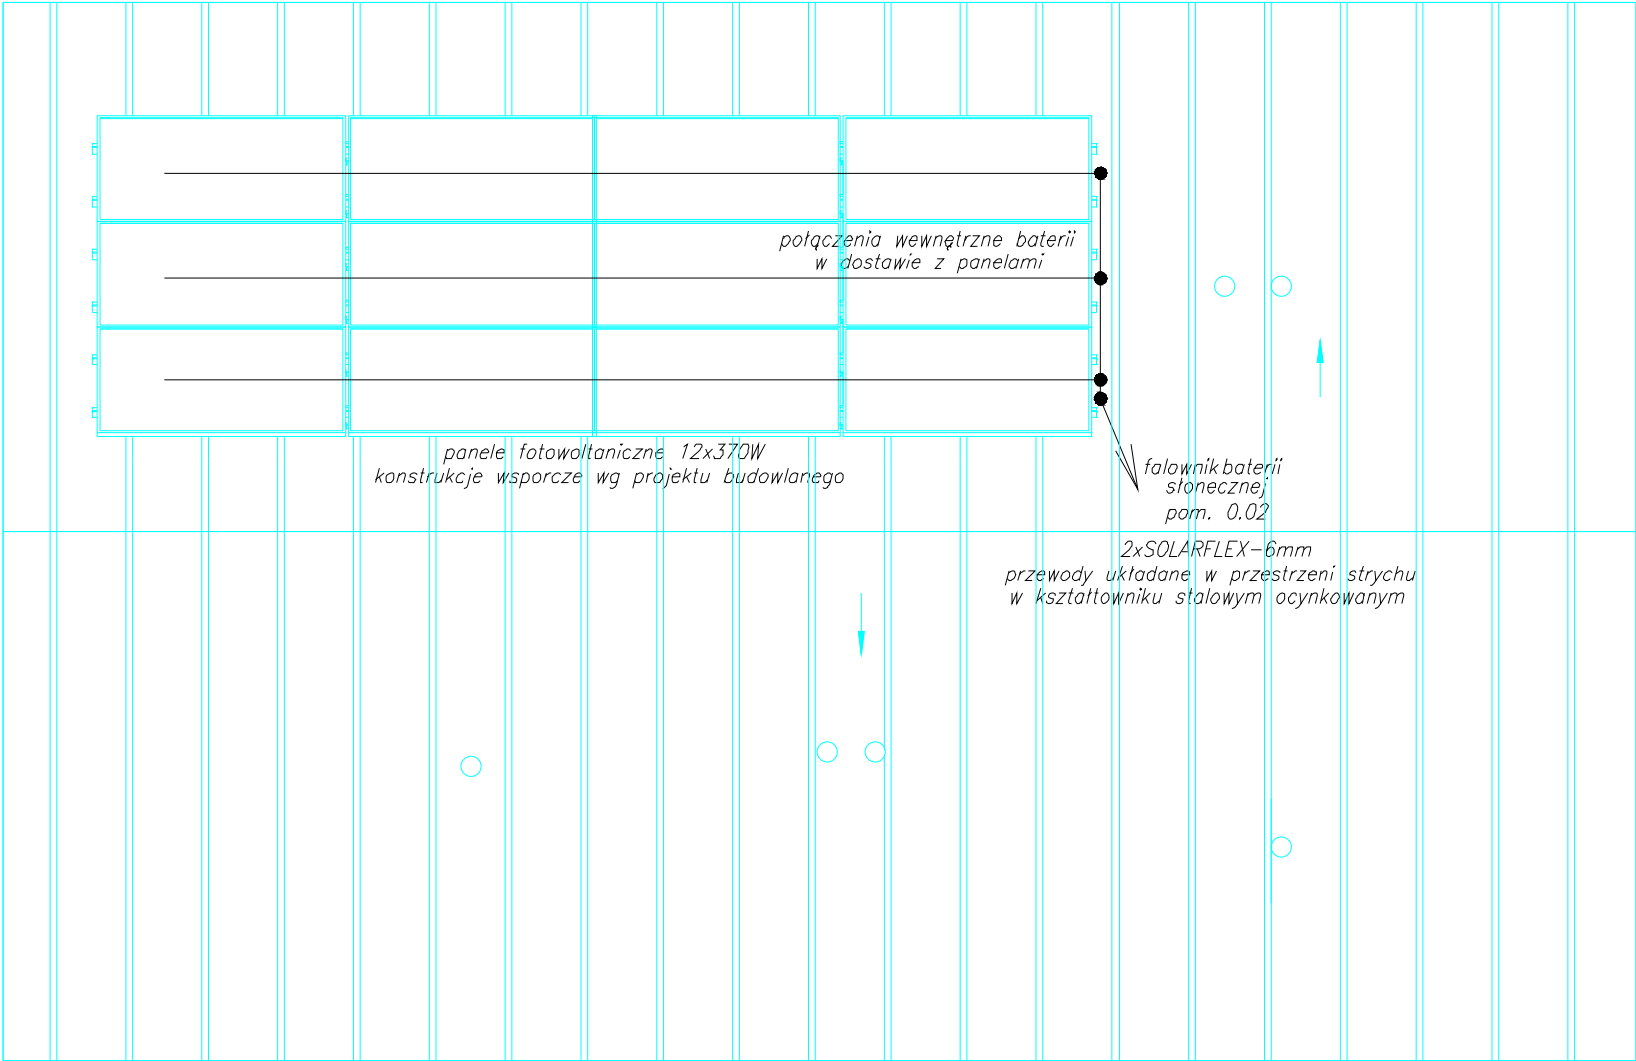 połączenia wewnętrzne baterii
w dostawie z panelami
panele fotowoltaniczne 12x370W
konstrukcje wsporcze wg projektu budowlanego
falownik baterii
słonecznej
pom. 0.02
2xSOLARFLEX-6mm
przewody układane w przestrzeni strychu
w kształtowniku stalowym ocynkowanym